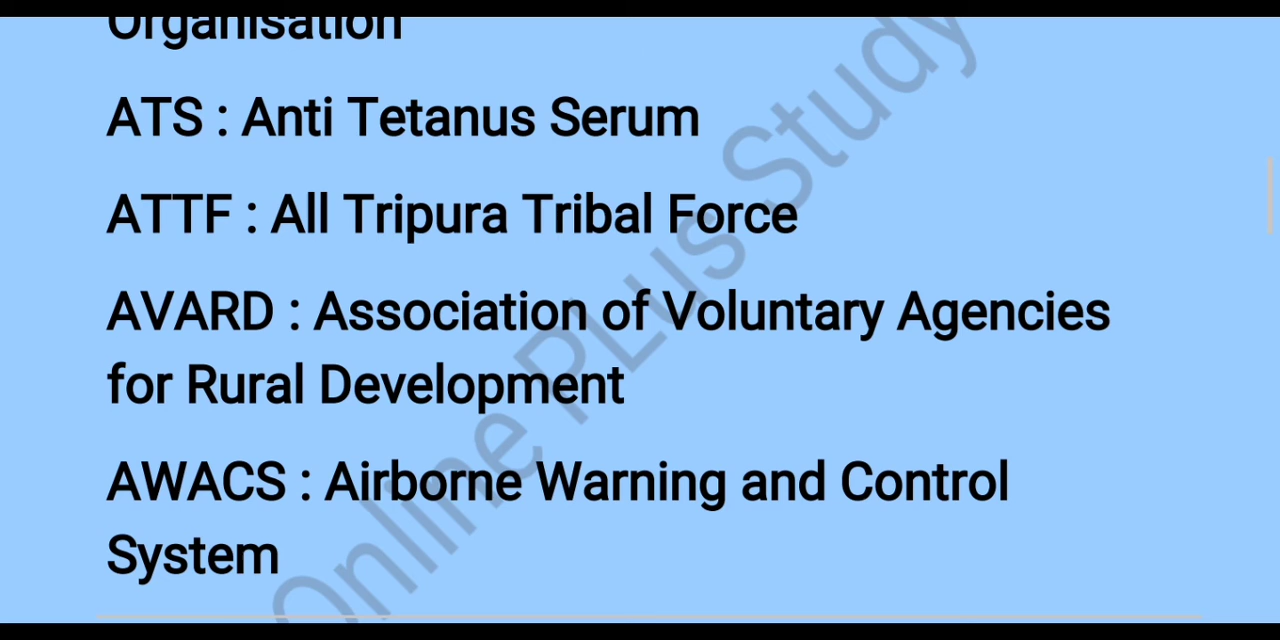 Organisation
ATS : Anti Tetanus Serum
ATTF : All Tripura Tribal Force
AVARD : Association of Voluntary Agencies
for Rural Development
AWACS : Airborne Warning and Control
System
Online PLus Study